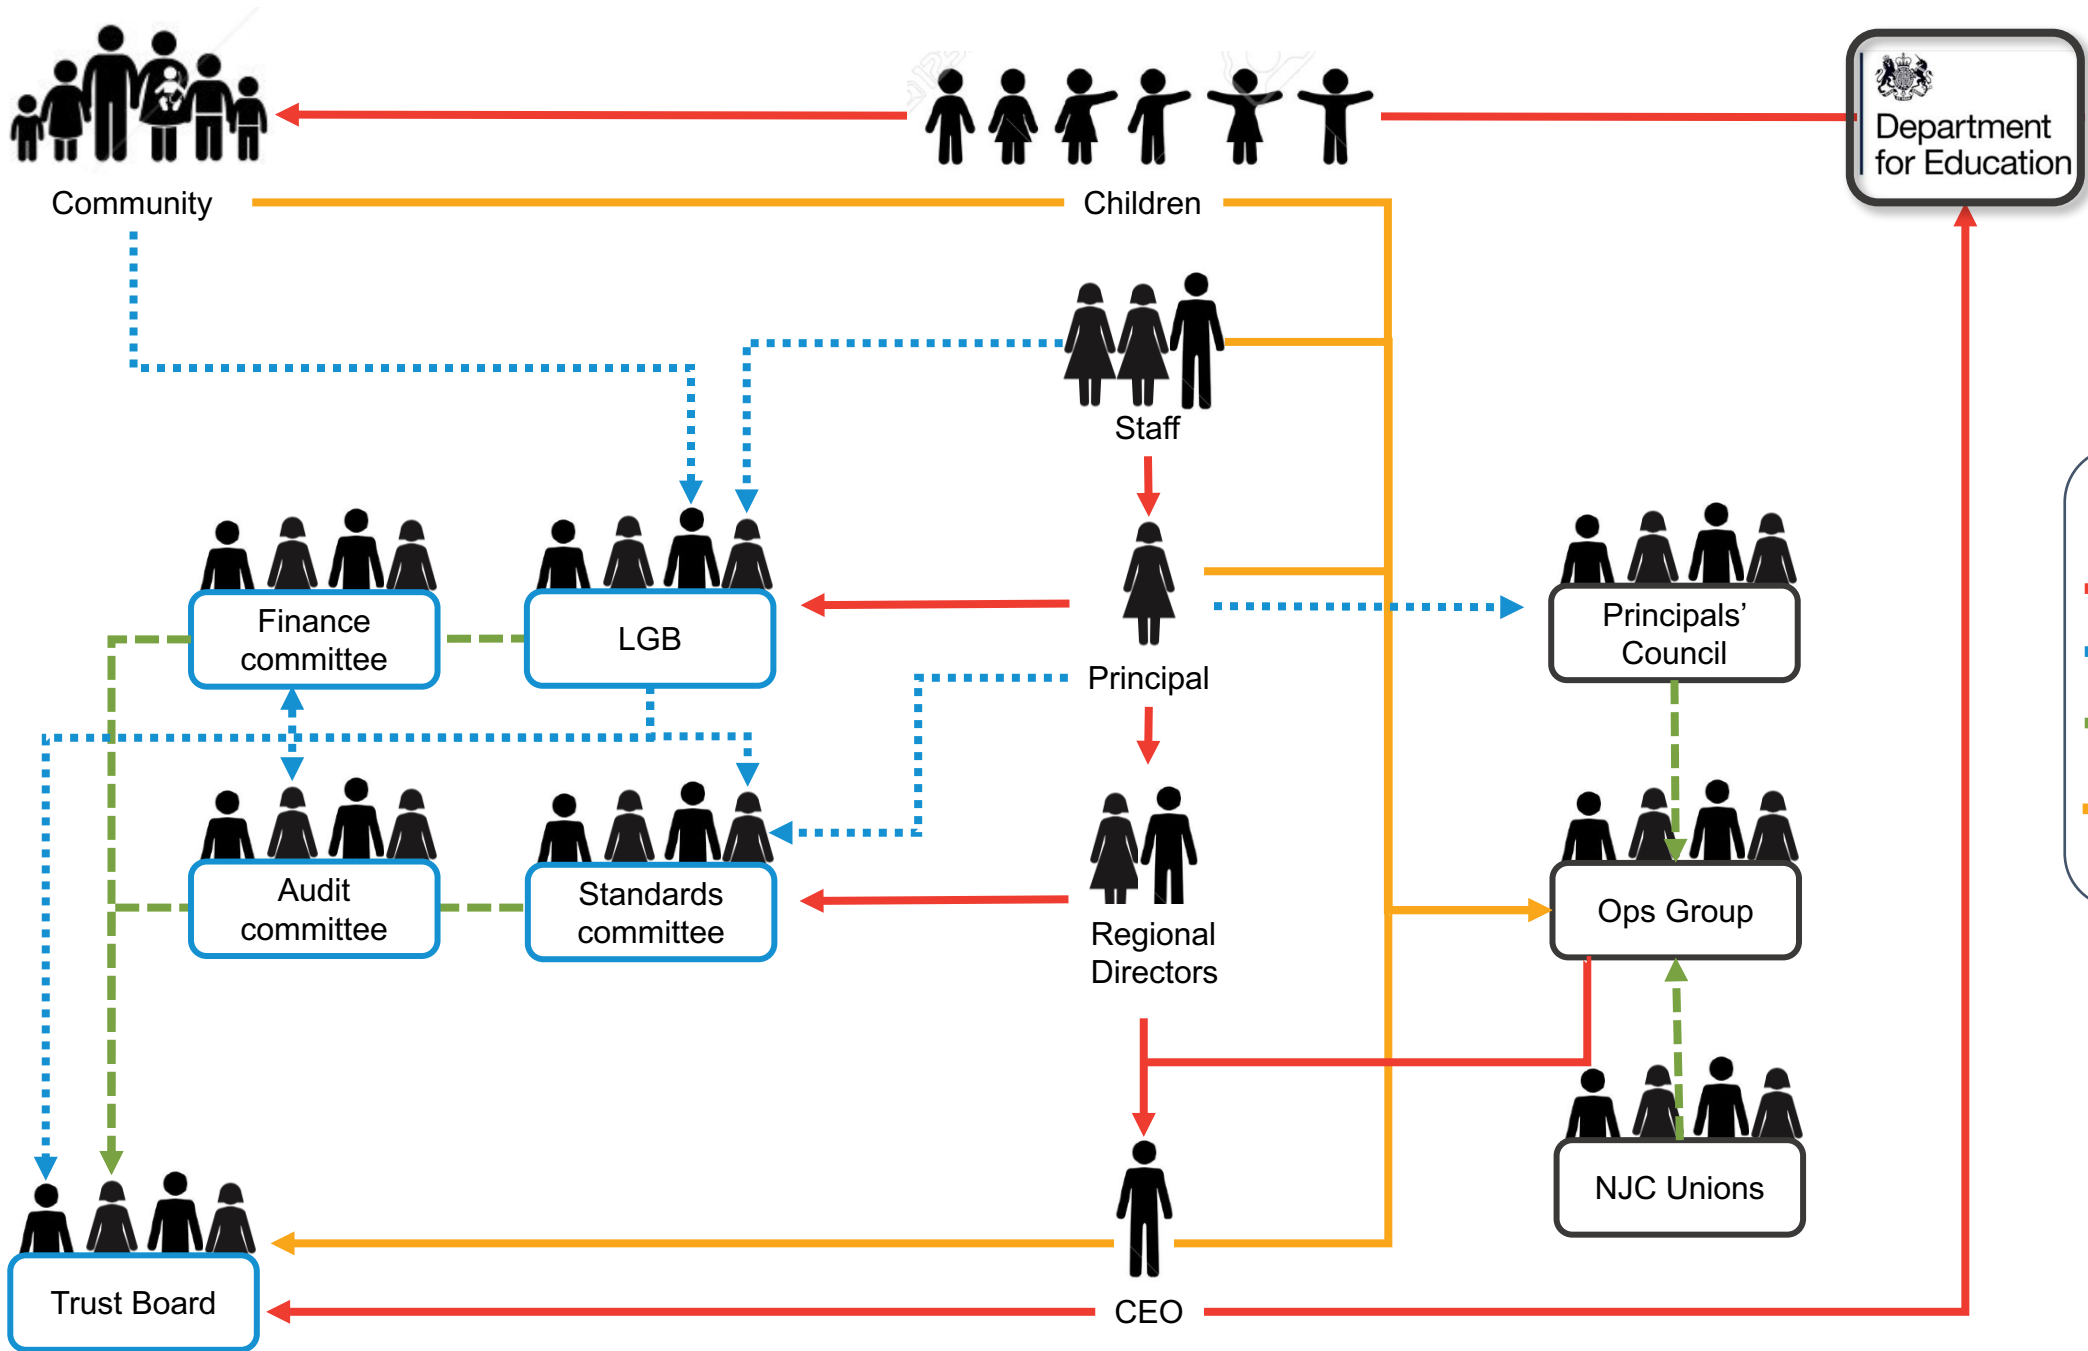 Department
for Education
Community
Children
Staff
Finance
committee
LGB
Principals’
Council
Principal
Audit
committee
Standards
committee
Ops Group
Regional
Directors
NJC Unions
Trust Board
CEO